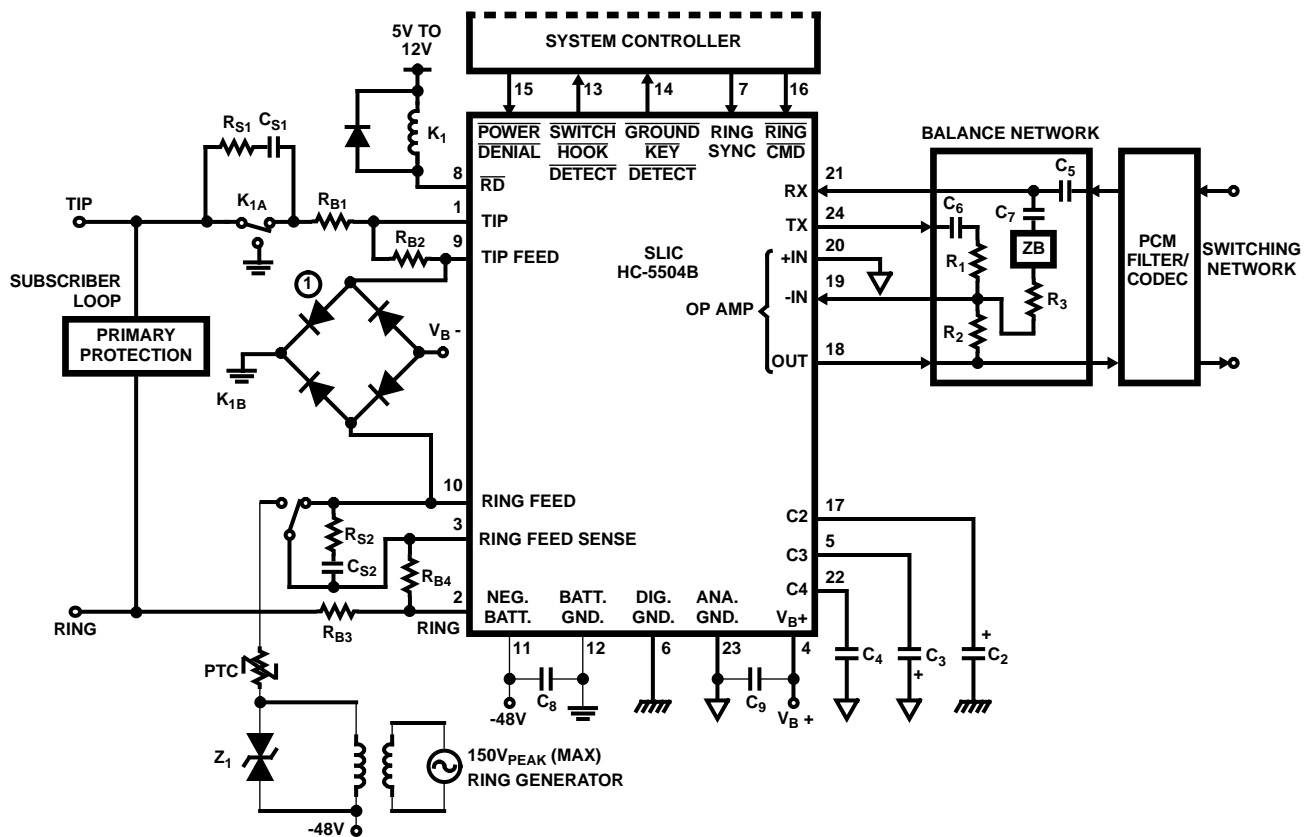 5V TO
12V
SYSTEM CONTROLLER
15
13
14
7
16
POWER
DENIAL
SWITCH
HOOK
DETECT
GROUND
KEY
DETECT
RING
SYNC
RING
CMD
RS1
CS1
K1
8
RD
TIP
K1A
RB1
1
TIP
RB2
9
TIP FEED
SLIC
HC-5504B
SUBSCRIBER
LOOP
PRIMARY
PROTECTION
1
VB -
K1B
BALANCE NETWORK
RX
21
C5
TX
24
C6
C7
+IN
20
R1
ZB
OP AMP
-IN
19
R2
R3
OUT
18
PCM
FILTER/
CODEC
SWITCHING
NETWORK
10
RING FEED
3
RING FEED SENSE
RS2
CS2
RB4
2
RING
RB3
RING
NEG.
BATT.
BATT.
GND.
DIG.
GND.
ANA.
GND.
VB+
C2
17
C3
5
C4
22
11
12
6
23
4
C8
-48V
C9
VB +
C4
C3
+
C2
+
PTC
Z1
150VPEAK (MAX)
RING GENERATOR
-48V